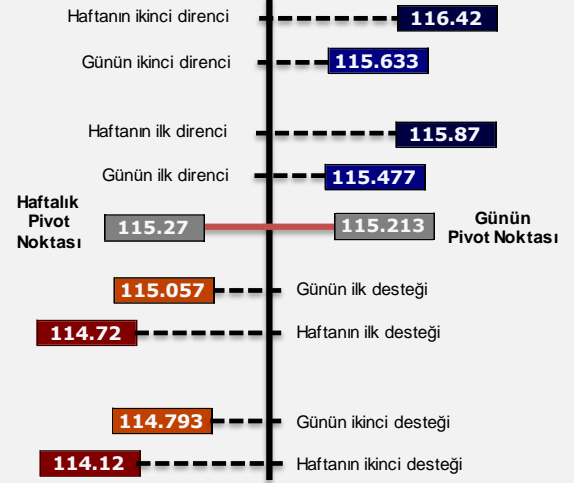 Haftanın ikinci direnci 116.42
Günün ikinci direnci 115.633
Haftanın ilk direnci 115.87
Günün ilk direnci 115.477
Haftalık
Pivot
Noktası
115.27
115.213
Günün
Pivot Noktası
115.057 Günün ilk desteği
114.72 Haftanın ilk desteği
114.793 Günün ikinci desteği
114.12 Haftanın ikinci desteği